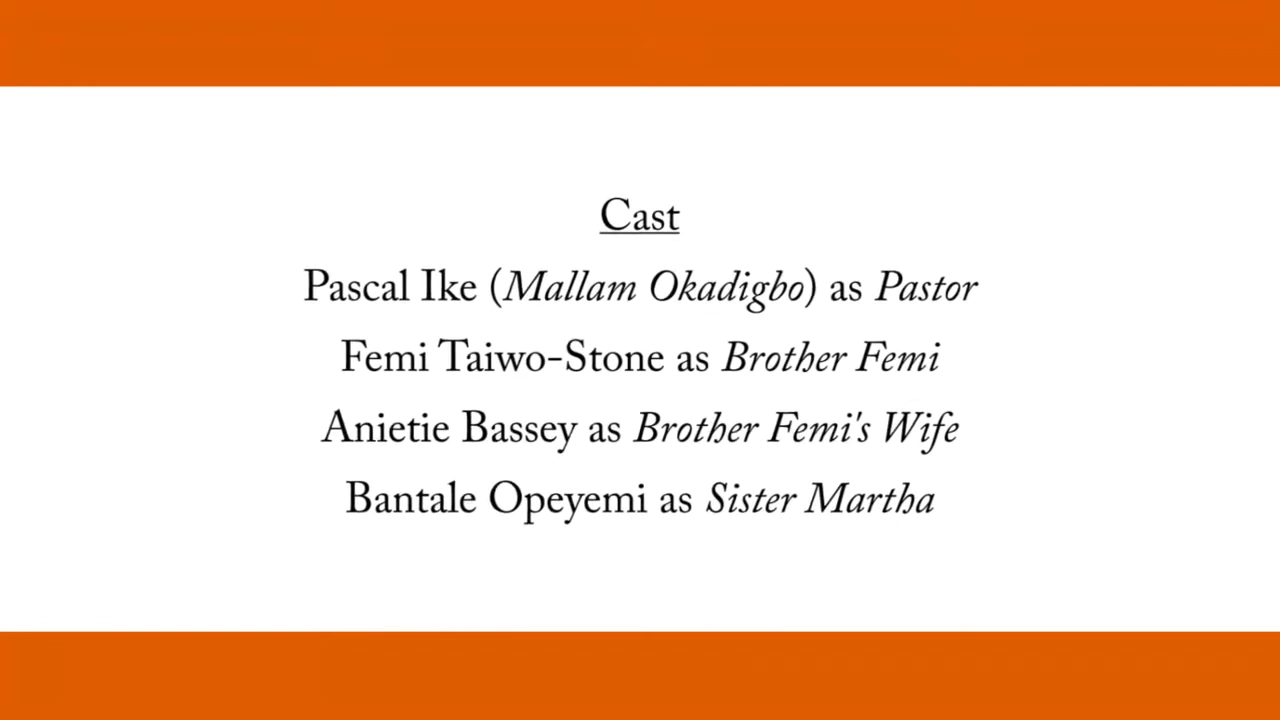 Cast
Pascal Ike (Mallam Okadigbo) as Pastor
Femi Taiwo-Stone as Brother Femi
Anietie Bassey as Brother Femi's Wife
Bantale Opeyemi as Sister Martha